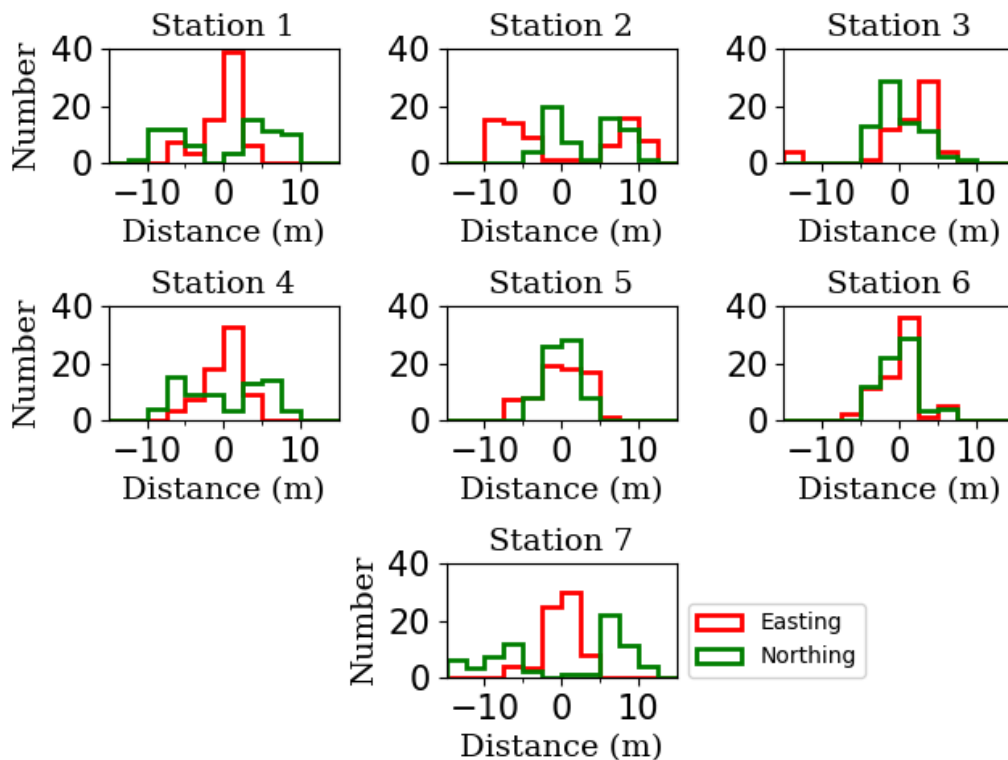 Station 1
Station 2
Station 3
Number
40
20
0
40
20
0
40
20
0
−10 0 10
−10 0 10
−10 0 10
Distance (m)
Distance (m)
Distance (m)
Station 4
Station 5
Station 6
Number
40
20
0
40
20
0
40
20
0
−10 0 10
−10 0 10
−10 0 10
Distance (m)
Distance (m)
Distance (m)
Station 7
Number
40
20
0
−10 0 10
Distance (m)
Easting
Northing